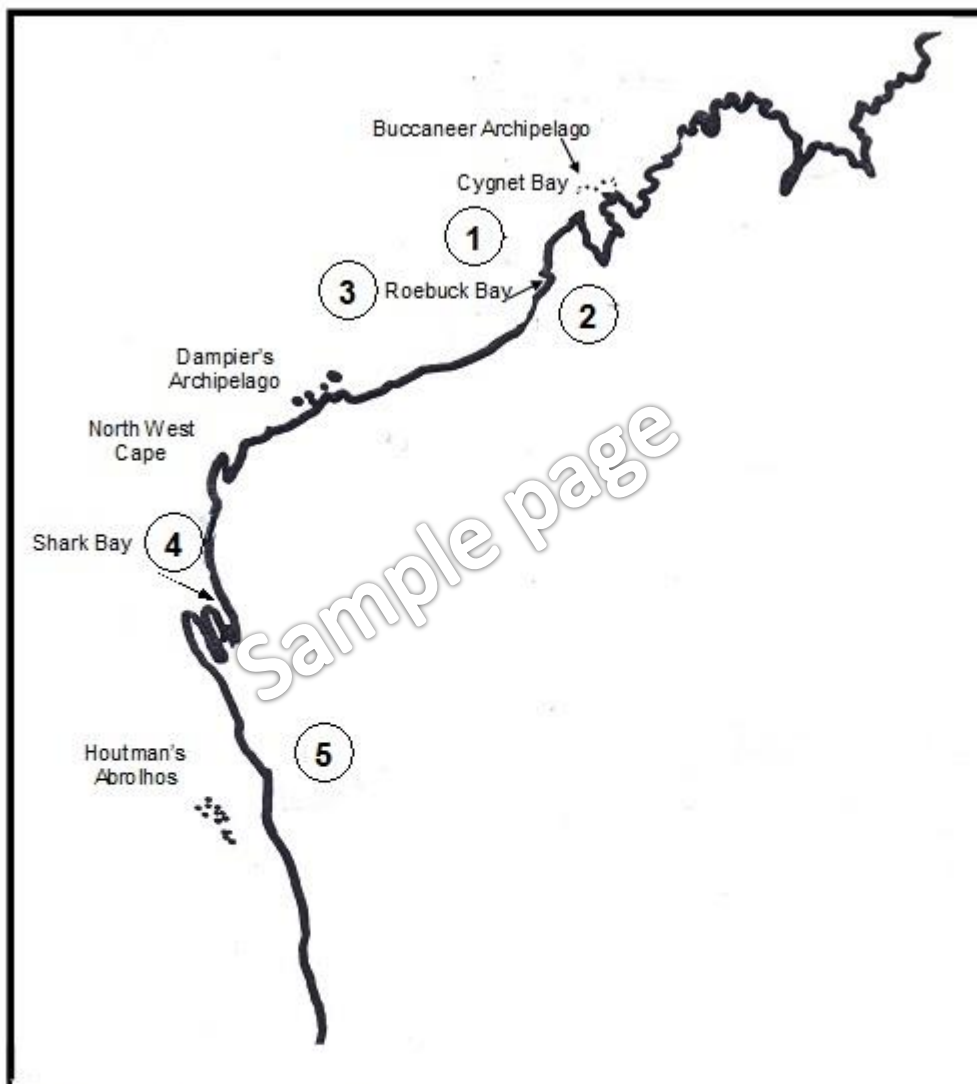 Buccaneer Archipelago
Cygnet Bay
1
3 Roebuck Bay
2
Dampier's
Archipelago
North West
Cape
Shark Bay 4
Sample page
5
Houtman's
Abrolhos